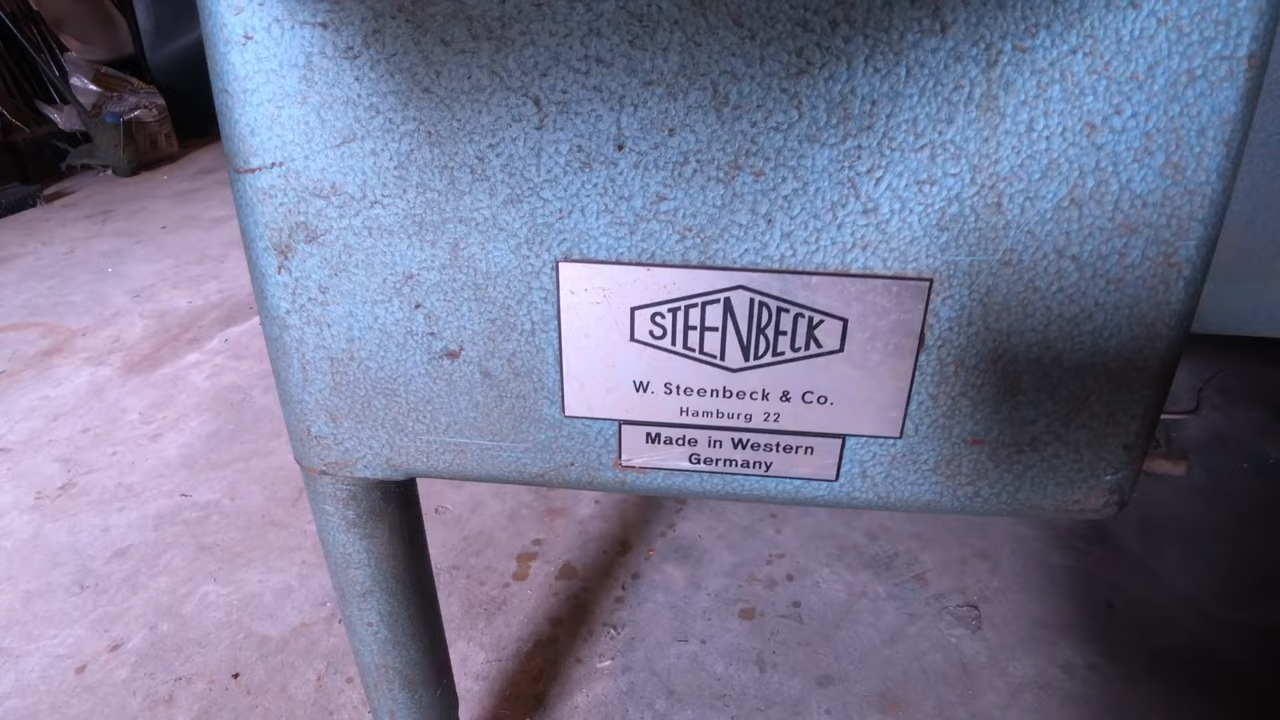 STEENBECK
W. Steenbeck & Co.
Hamburg 22
Made in Western
Germany